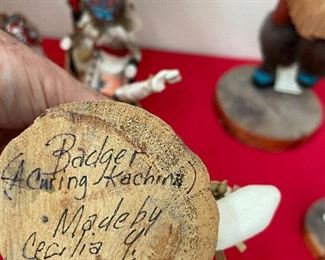 Badger
(A Curing Kachina)
Made by
Cecilia Y.